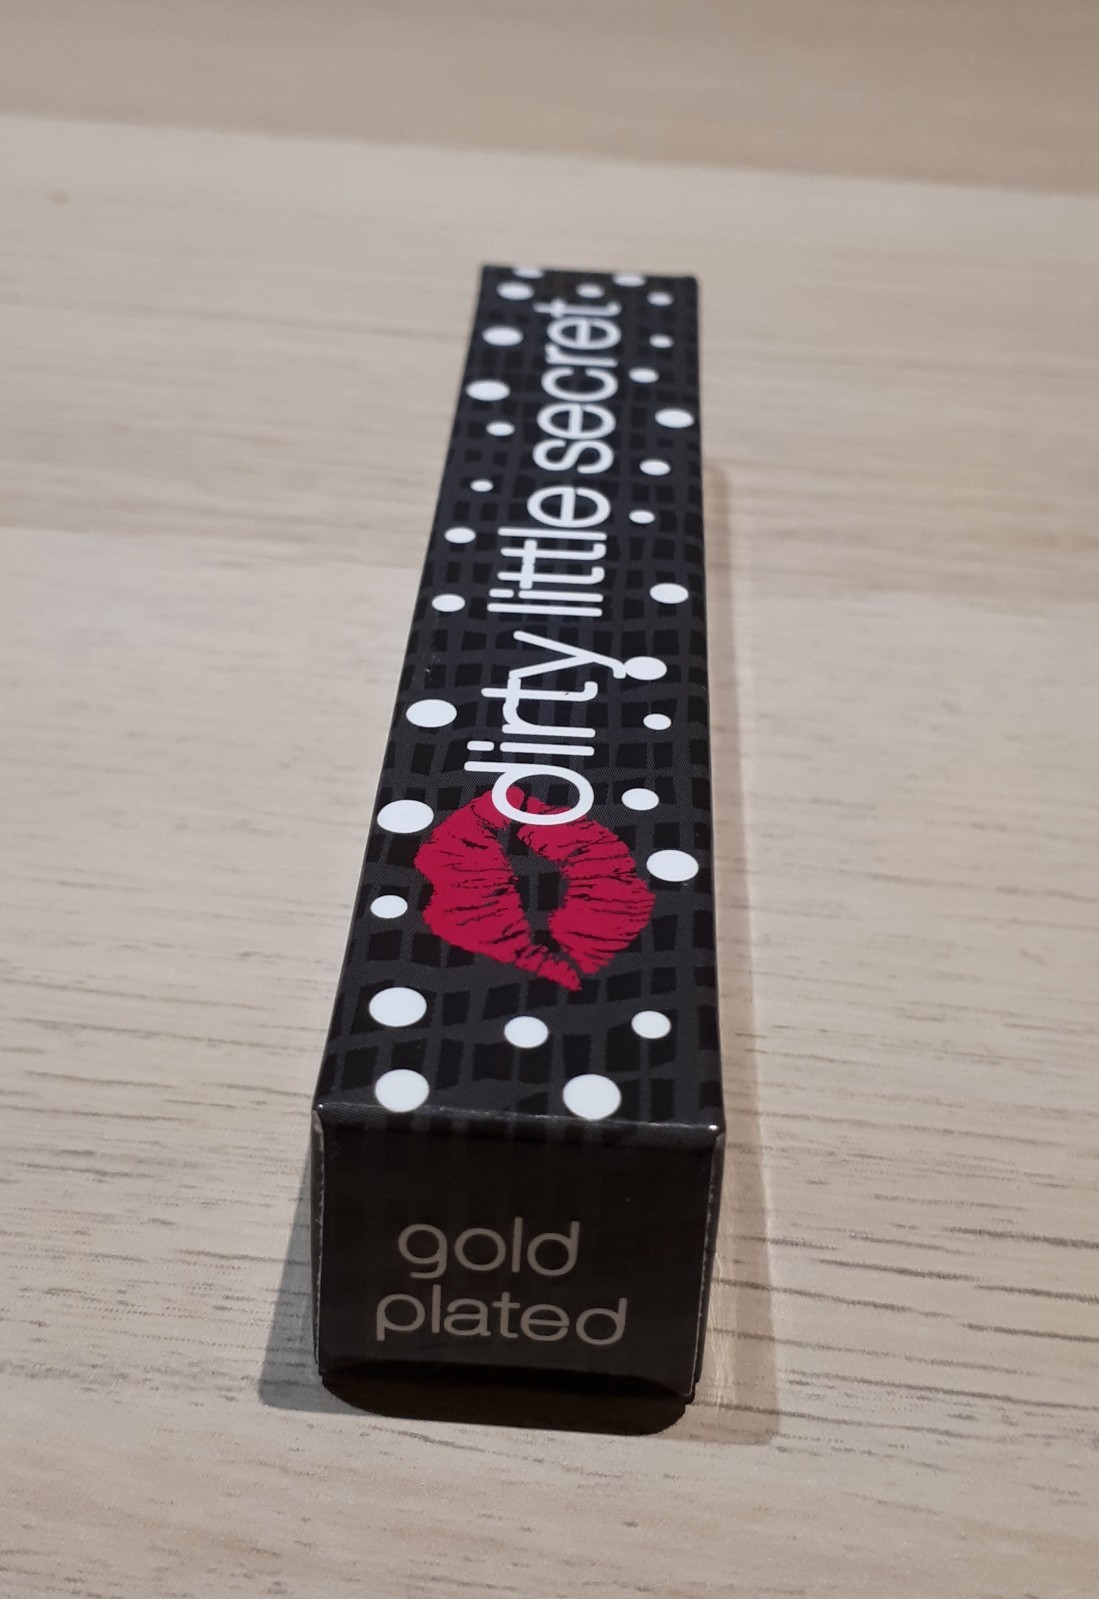 dirty little secret
gold
plated